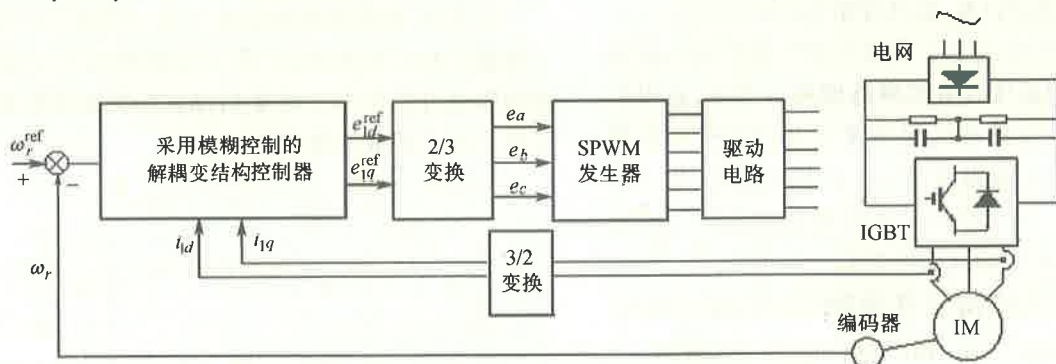 电网
ω_r^ref
+
−
采用模糊控制的
解耦变结构控制器
e_1d^ref
e_1q^ref
2/3
变换
e_a
e_b
e_c
SPWM
发生器
驱动
电路
IGBT
i_1d
i_1q
3/2
变换
ω_r
编码器
IM